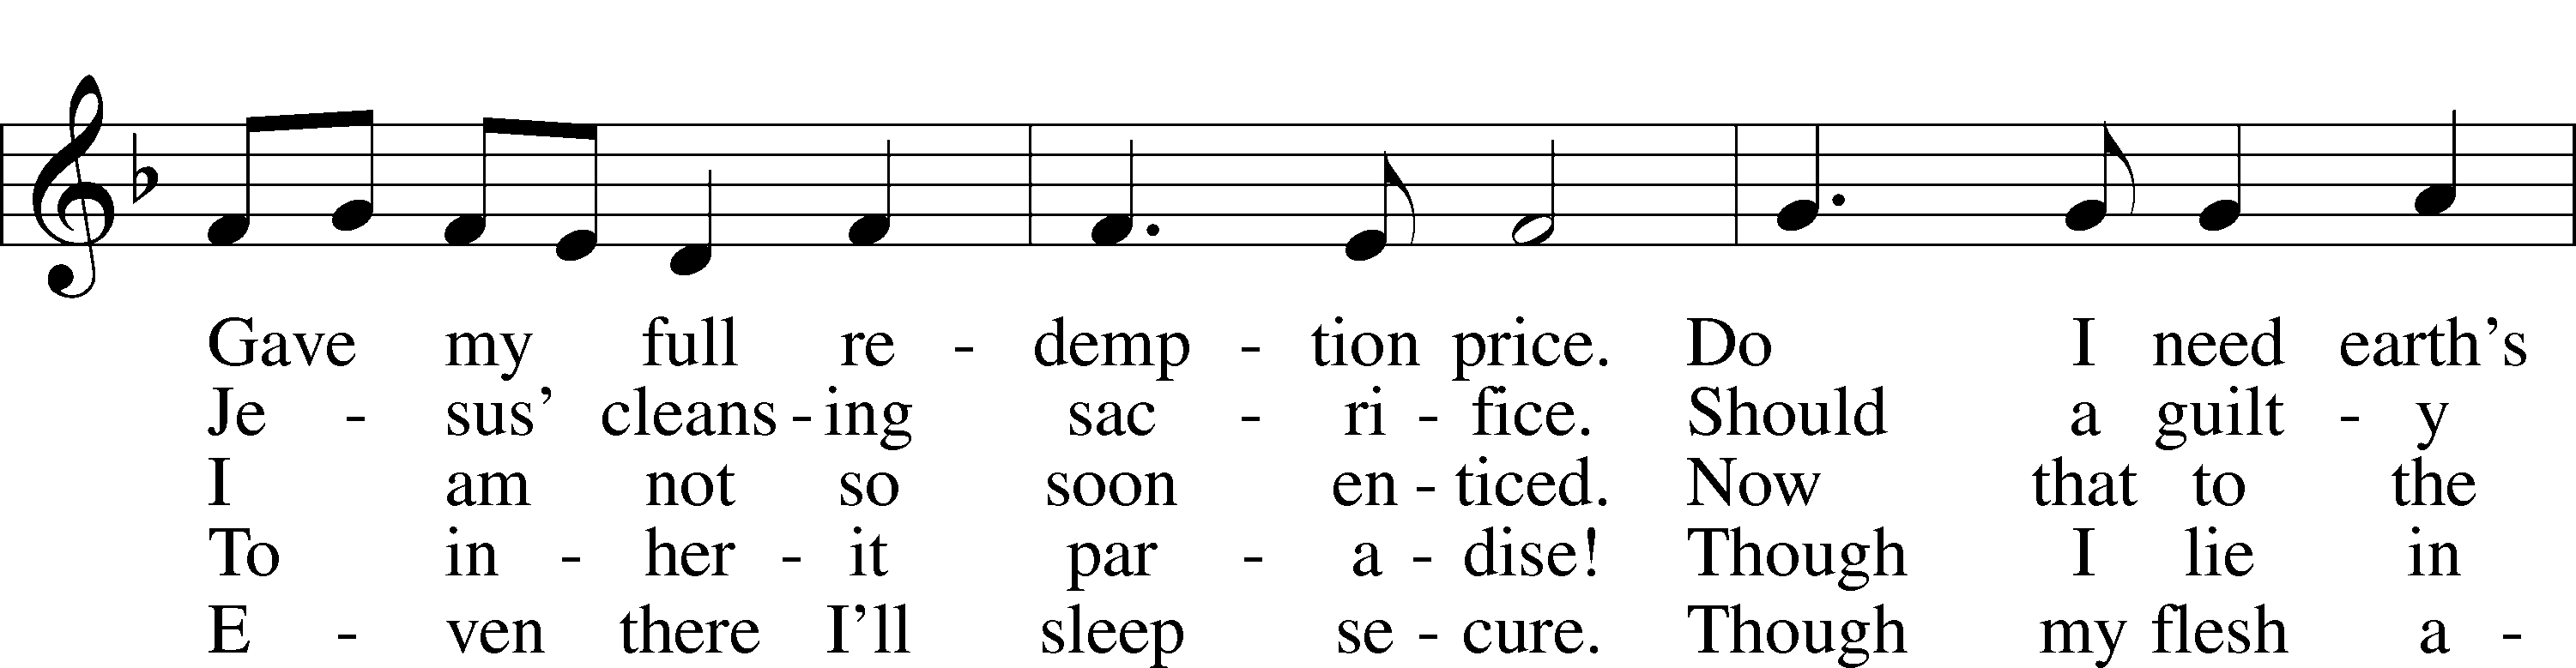 Gave my full re - demp - tion price. Do I need earth’s
Je - sus’ cleans - ing sac - ri - fice. Should a guilt - y
I am not so soon en - ticed. Now that to the
To in - her - it par - a - dise! Though I lie in
E - ven there I’ll sleep se - cure. Though my flesh a -